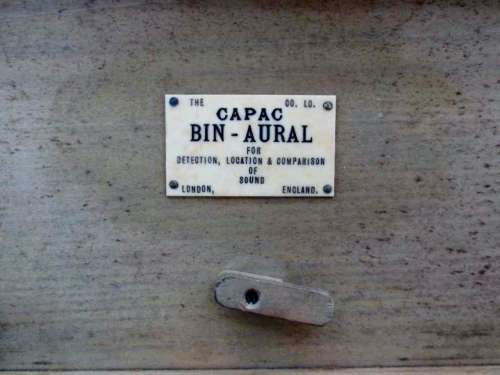 THE CO. LD.
CAPAC
BIN - AURAL
FOR
DETECTION, LOCATION & COMPARISON
OF
SOUND
LONDON, ENGLAND.